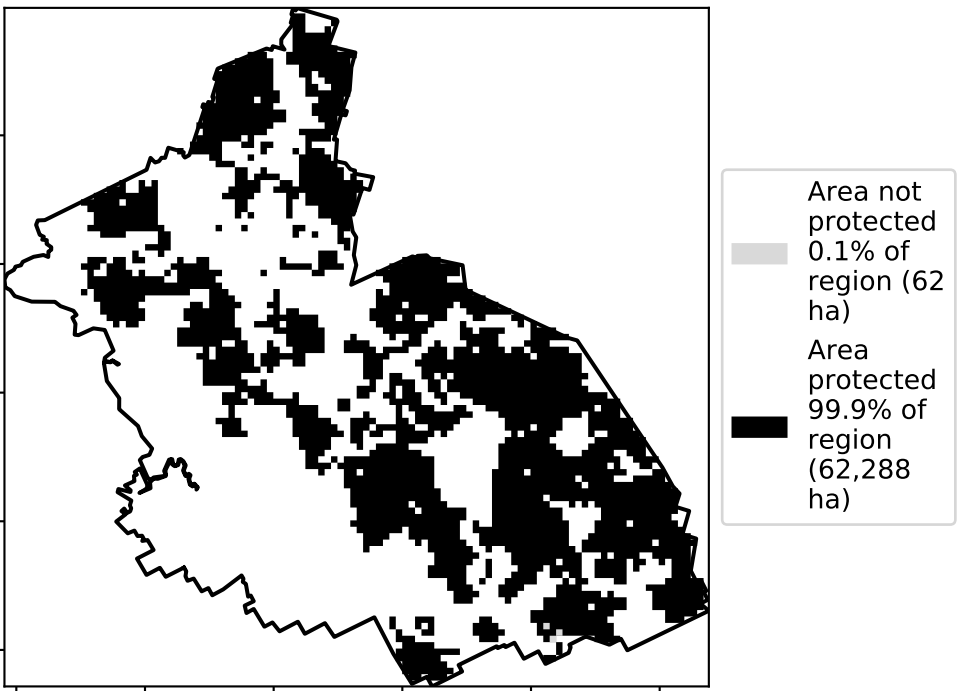 Area not
protected
0.1% of
region (62
ha)
Area
protected
99.9% of
region
(62,288
ha)